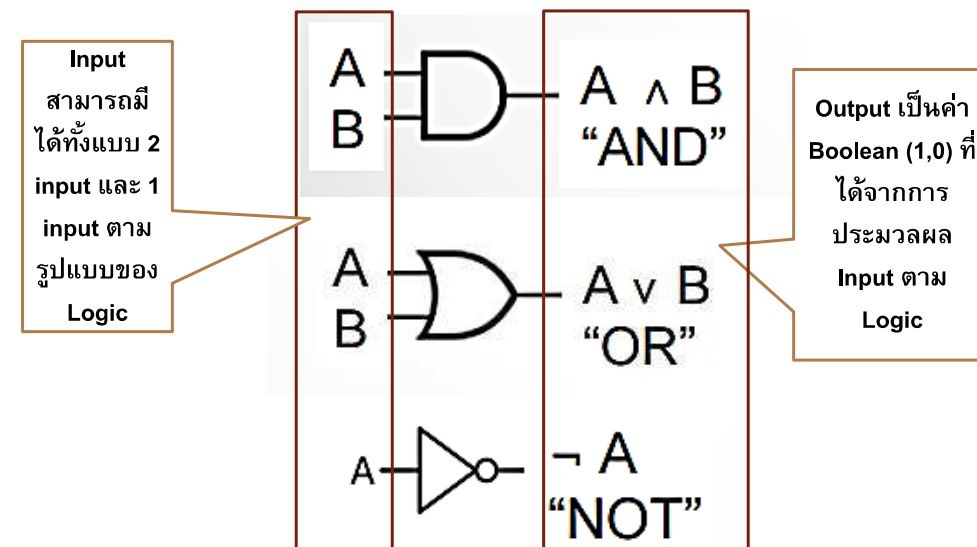 Input
สามารถมี
ได้ทั้งแบบ 2
input และ 1
input ตาม
รูปแบบของ
Logic
A
B
A ∧ B
“AND”
A
B
A ∨ B
“OR”
A
¬ A
“NOT”
Output เป็นค่า
Boolean (1,0) ที่
ได้จากการ
ประมวลผล
Input ตาม
Logic